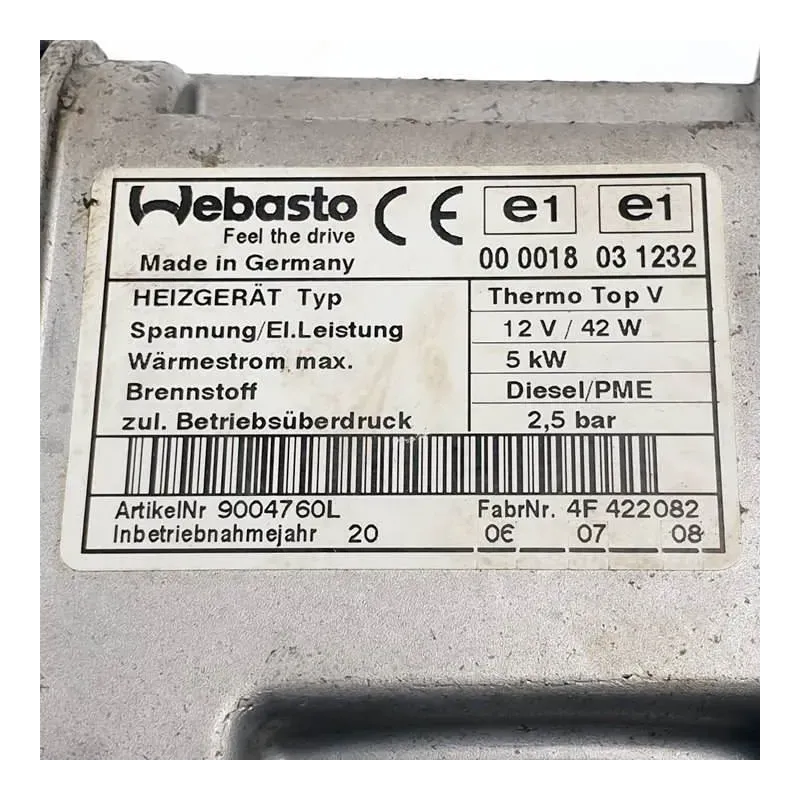 Webasto CE e1 e1
Feel the drive
Made in Germany 00 0018 03 1232
HEIZGERÄT Typ Thermo Top V
Spannung/El.Leistung 12 V / 42 W
Wärmestrom max. 5 kW
Brennstoff Diesel/PME
zul. Betriebsüberdruck 2,5 bar
ArtikelNr 9004760L FabrNr. 4F 422082
Inbetriebnahmejahr 20 06 07 08